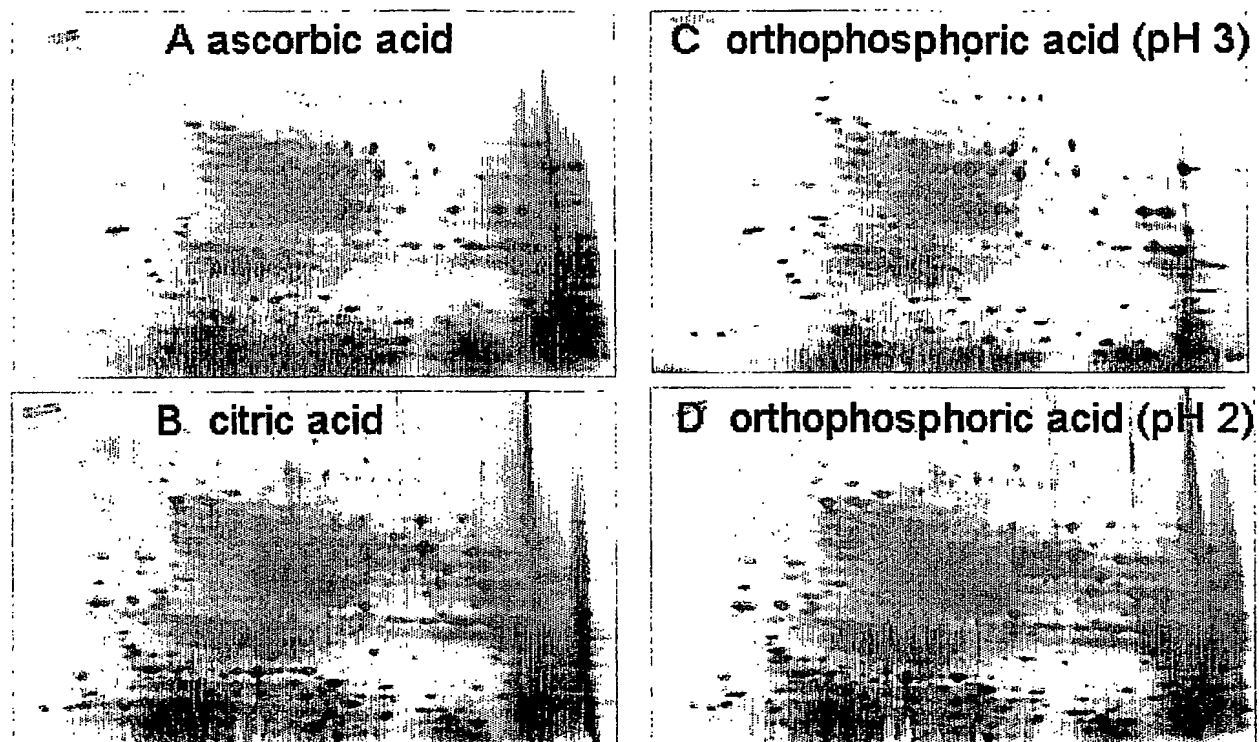 A ascorbic acid
C orthophosphoric acid (pH 3)
B. citric acid
D orthophosphoric acid (pH 2)